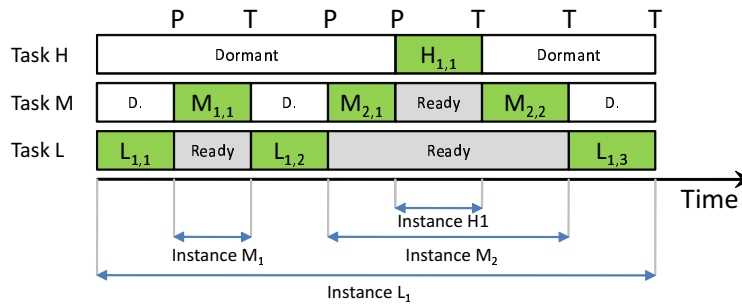 P T P P T T T
Task H Dormant H1,1 Dormant
Task M D. M1,1 D. M2,1 Ready M2,2 D.
Task L L1,1 Ready L1,2 Ready L1,3
Time
Instance H1
Instance M1 Instance M2
Instance L1